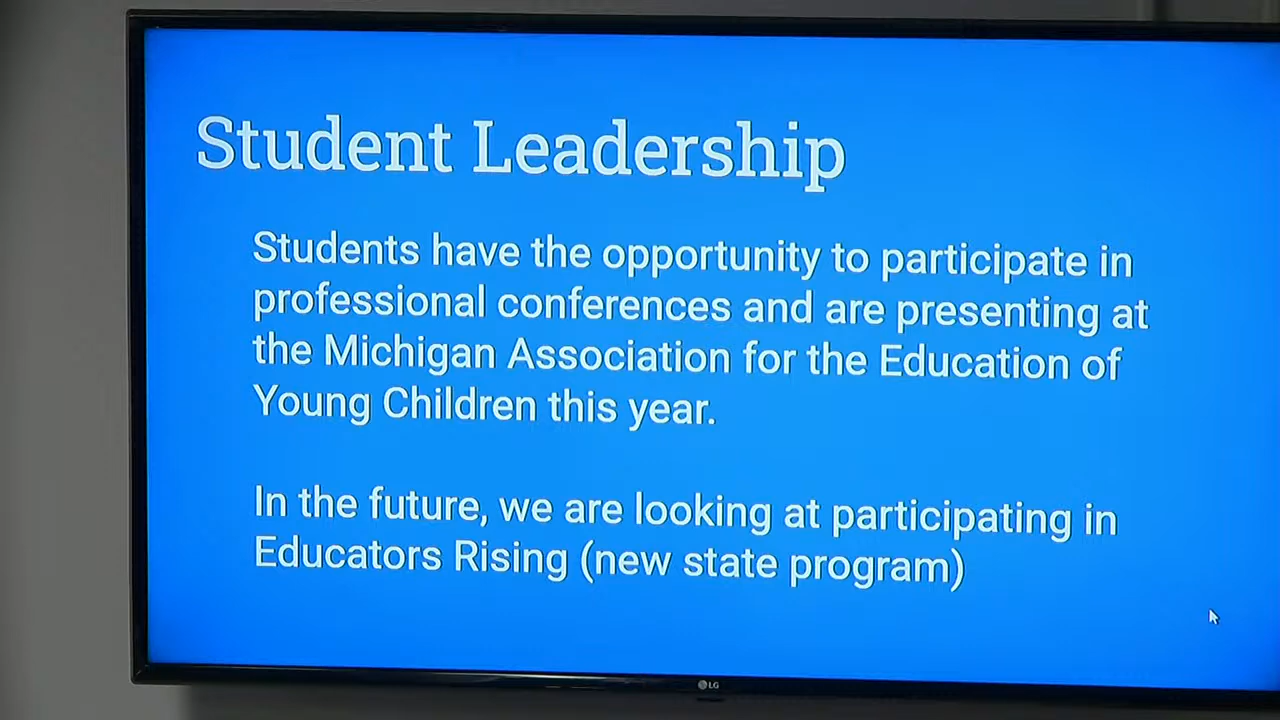 Student Leadership
Students have the opportunity to participate in
professional conferences and are presenting at
the Michigan Association for the Education of
Young Children this year.
In the future, we are looking at participating in
Educators Rising (new state program)
LG